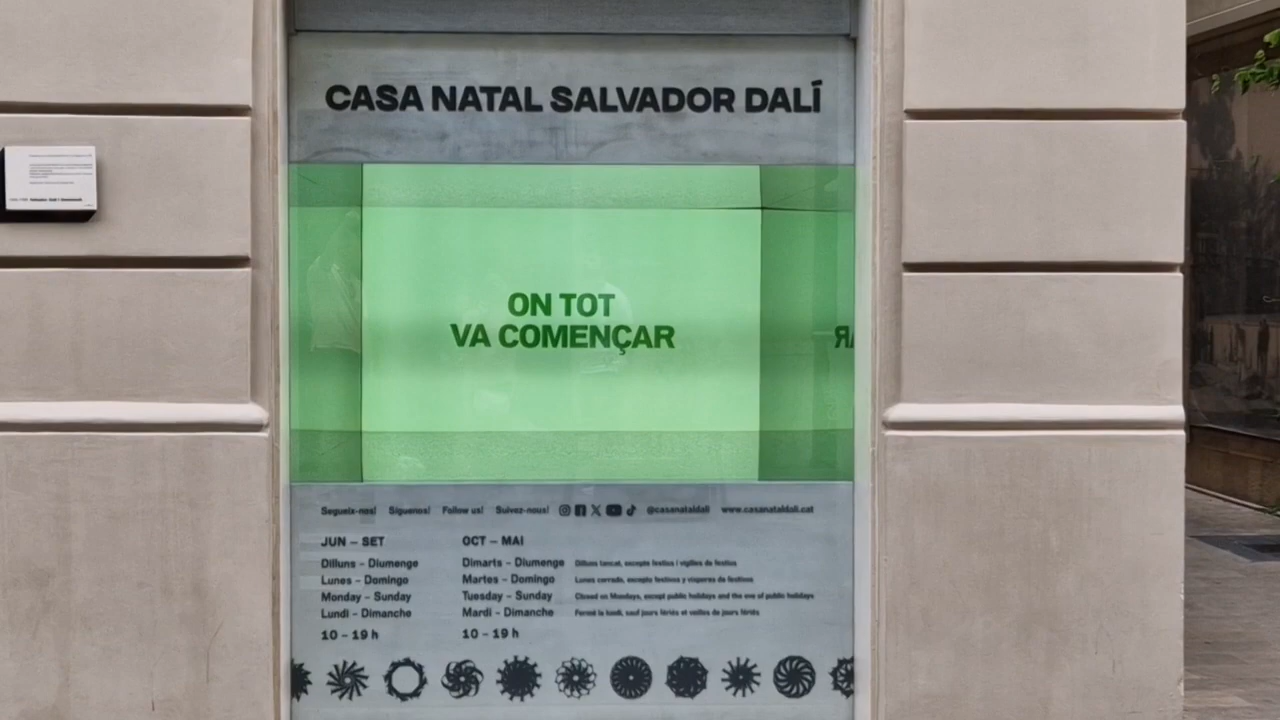 CASA NATAL SALVADOR DALÍ
ON TOT
VA COMENÇAR
Segueix-nos! Síguenos! Follow us! Suivez-nous! @casanataldali www.casanataldali.cat
JUN – SET
Dilluns – Diumenge
Lunes – Domingo
Monday – Sunday
Lundi – Dimanche
10 – 19 h
OCT – MAI
Dimarts – Diumenge Dilluns tancat, excepte festius i vigílies de festius
Martes – Domingo Lunes cerrado, excepto festivos y vísperas de festivos
Tuesday – Sunday Closed on Mondays, except public holidays and the eve of public holidays
Mardi – Dimanche Fermé le lundi, sauf jours fériés et veilles de jours fériés
10 – 19 h